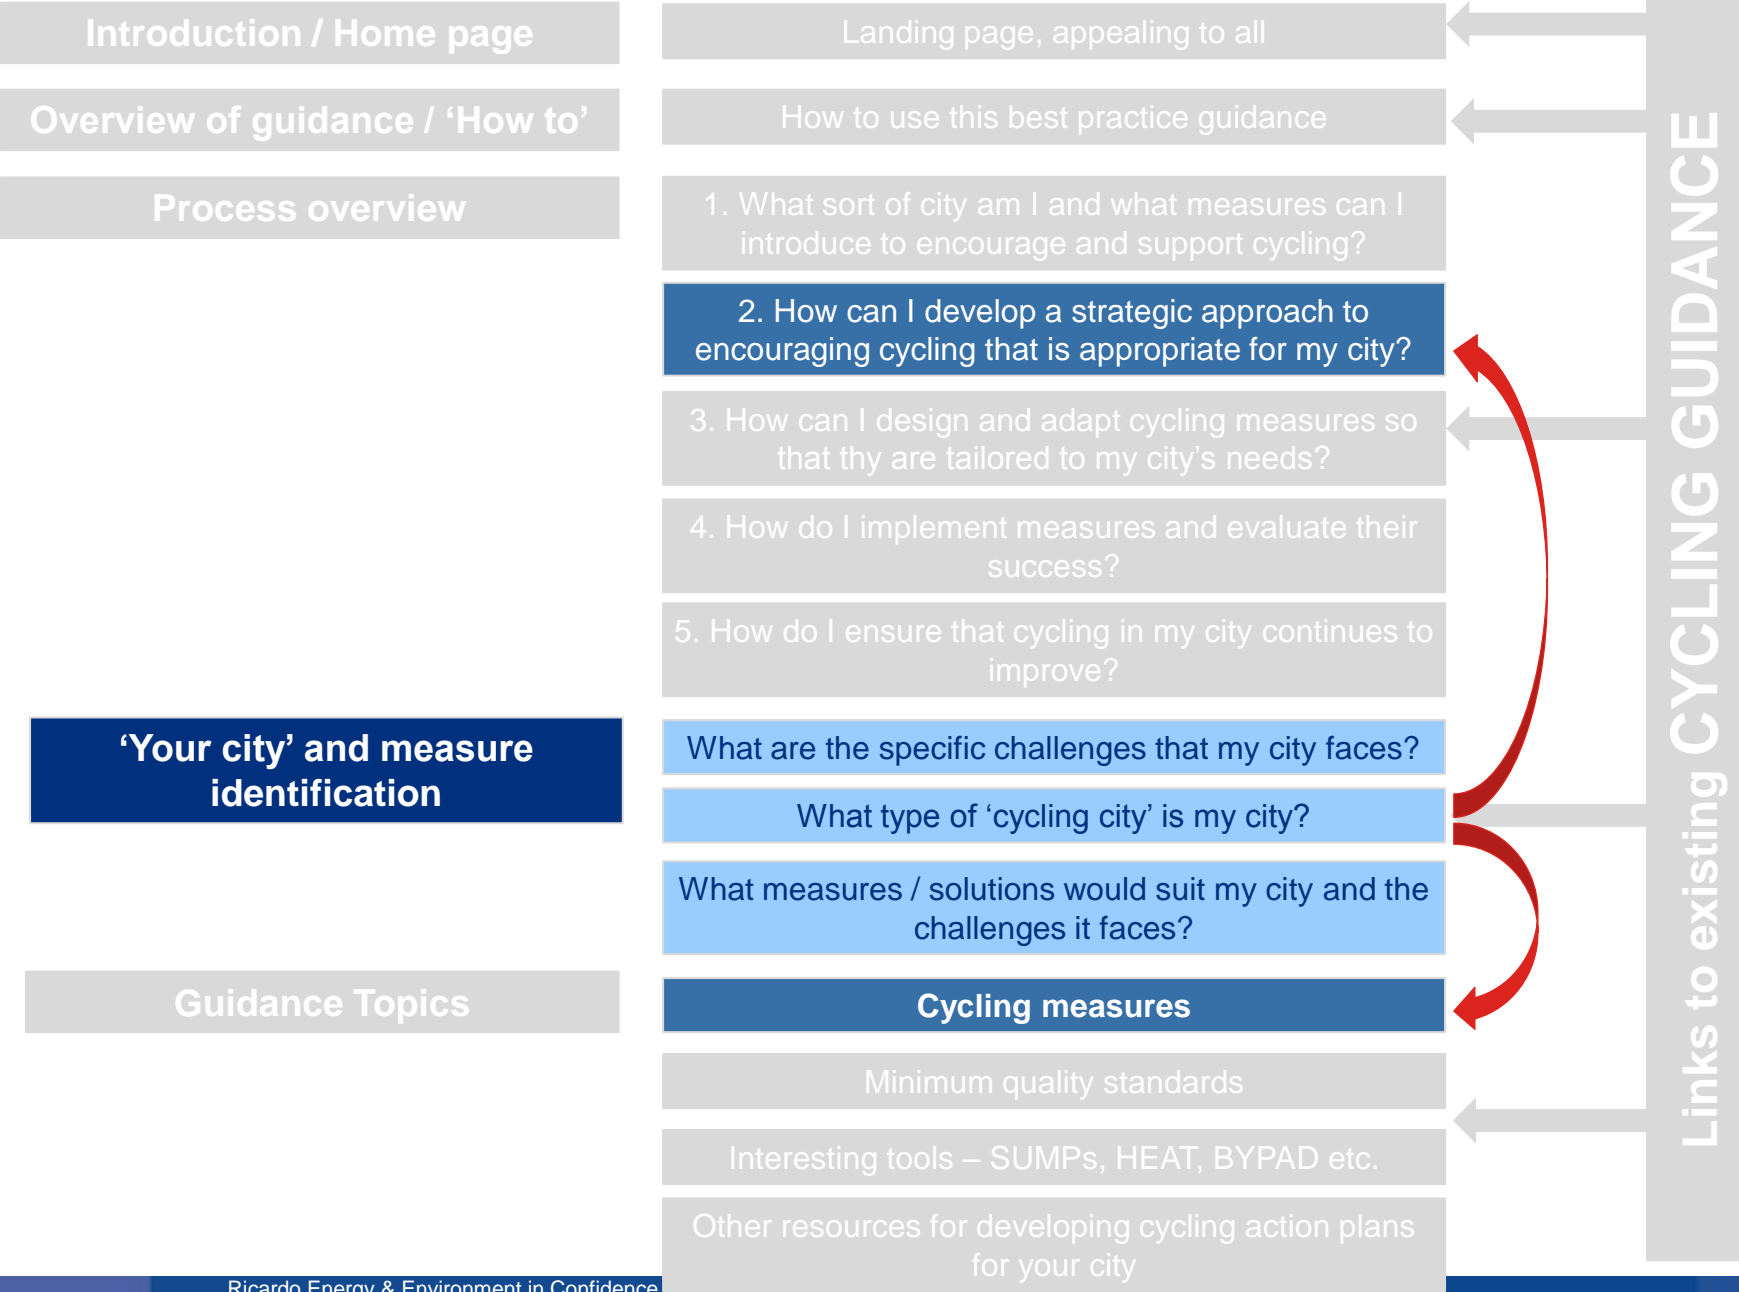 Introduction / Home page
Landing page, appealing to all
Overview of guidance / ‘How to’
How to use this best practice guidance
Process overview
1. What sort of city am I and what measures can I
introduce to encourage and support cycling?
2. How can I develop a strategic approach to
encouraging cycling that is appropriate for my city?
3. How can I design and adapt cycling measures so
that thy are tailored to my city’s needs?
4. How do I implement measures and evaluate their
success?
5. How do I ensure that cycling in my city continues to
improve?
‘Your city’ and measure
identification
What are the specific challenges that my city faces?
What type of ‘cycling city’ is my city?
What measures / solutions would suit my city and the
challenges it faces?
Guidance Topics
Cycling measures
Minimum quality standards
Interesting tools – SUMPs, HEAT, BYPAD etc.
Other resources for developing cycling action plans
for your city
Links to existing CYCLING GUIDANCE
Ricardo Energy & Environment in Confidence